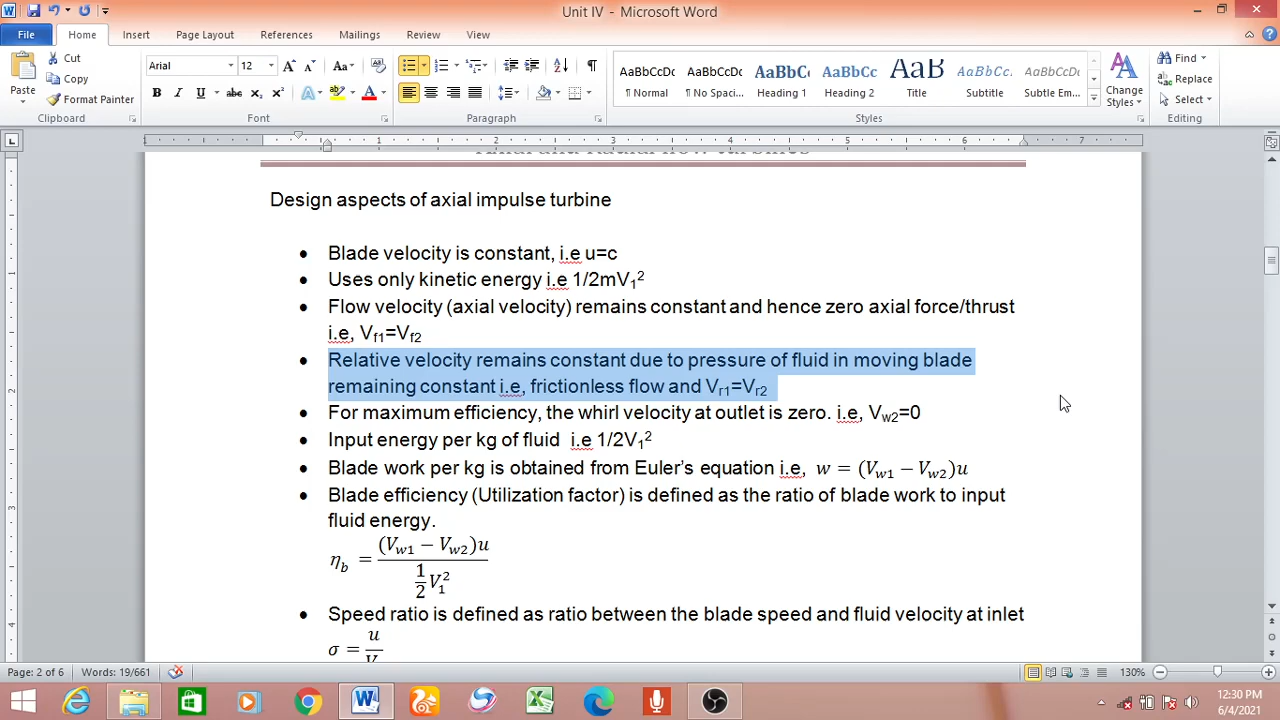 Unit IV - Microsoft Word
File Home Insert Page Layout References Mailings Review View
Paste
Cut
Copy
Format Painter
Clipboard
Arial 12
Font
Paragraph
AaBbCcDc AaBbCcDc AaBbCc AaBbCc AaB AaBbCcl AaBbCcDc
¶ Normal ¶ No Spaci... Heading 1 Heading 2 Title Subtitle Subtle Em...
Change Styles
Styles
Find
Replace
Select
Editing
Design aspects of axial impulse turbine
• Blade velocity is constant, i.e u=c
• Uses only kinetic energy i.e 1/2mV₁²
• Flow velocity (axial velocity) remains constant and hence zero axial force/thrust
i.e, Vf1=Vf2
• Relative velocity remains constant due to pressure of fluid in moving blade
remaining constant i.e, frictionless flow and Vr1=Vr2
• For maximum efficiency, the whirl velocity at outlet is zero. i.e, Vw2=0
• Input energy per kg of fluid i.e 1/2V₁²
• Blade work per kg is obtained from Euler's equation i.e, w = (Vw1 − Vw2)u
• Blade efficiency (Utilization factor) is defined as the ratio of blade work to input
fluid energy.
ηb = (Vw1 − Vw2)u / ½V₁²
• Speed ratio is defined as ratio between the blade speed and fluid velocity at inlet
σ = u/V
Page: 2 of 6 Words: 19/661 130%
12:30 PM
6/4/2021